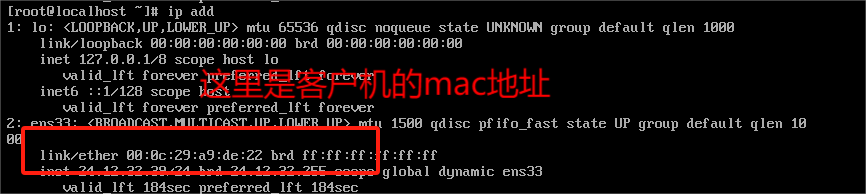 [root@localhost ~]# ip add
1: lo: <LOOPBACK,UP,LOWER_UP> mtu 65536 qdisc noqueue state UNKNOWN group default qlen 1000
link/loopback 00:00:00:00:00:00 brd 00:00:00:00:00:00
inet 127.0.0.1/8 scope host lo
valid_lft forever preferred_lft forever
这里是客户机的mac地址
inet6 ::1/128 scope host
valid_lft forever preferred_lft forever
2: ens33: <BROADCAST,MULTICAST,UP,LOWER_UP> mtu 1500 qdisc pfifo_fast state UP group default qlen 10
00
link/ether 00:0c:29:a9:de:22 brd ff:ff:ff:ff:ff:ff
inet 24.12.22.29/24 brd 24.12.22.255 scope global dynamic ens33
valid_lft 184sec preferred_lft 184sec